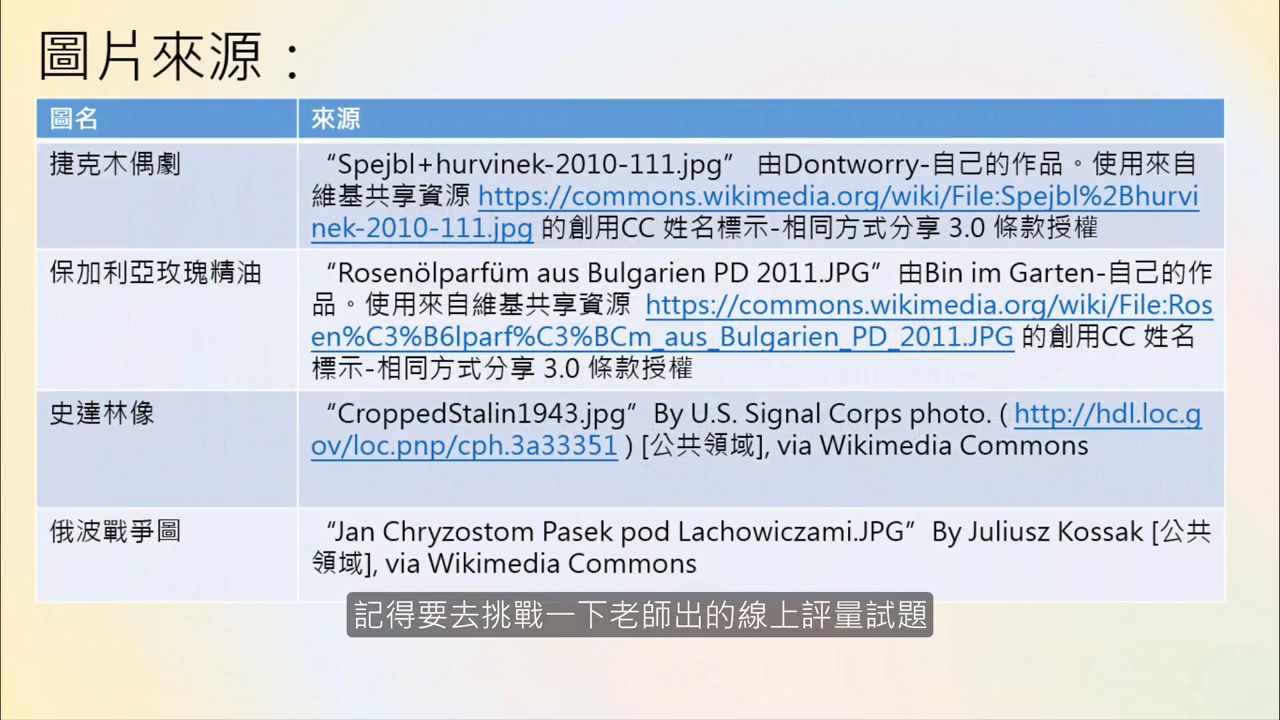 圖片來源：
圖名
來源
捷克木偶劇
“Spejbl+hurvinek-2010-111.jpg” 由Dontworry-自己的作品。使用來自
維基共享資源 https://commons.wikimedia.org/wiki/File:Spejbl%2Bhurvi
nek-2010-111.jpg 的創用CC 姓名標示-相同方式分享 3.0 條款授權
保加利亞玫瑰精油
“Rosenölparfüm aus Bulgarien PD 2011.JPG” 由Bin im Garten-自己的作
品。使用來自維基共享資源 https://commons.wikimedia.org/wiki/File:Ros
en%C3%B6lparf%C3%BCm_aus_Bulgarien_PD_2011.JPG 的創用CC 姓名
標示-相同方式分享 3.0 條款授權
史達林像
“CroppedStalin1943.jpg” By U.S. Signal Corps photo. ( http://hdl.loc.g
ov/loc.pnp/cph.3a33351 ) [公共領域], via Wikimedia Commons
俄波戰爭圖
“Jan Chryzostom Pasek pod Lachowiczami.JPG” By Juliusz Kossak [公共
領域], via Wikimedia Commons
記得要去挑戰一下老師出的線上評量試題